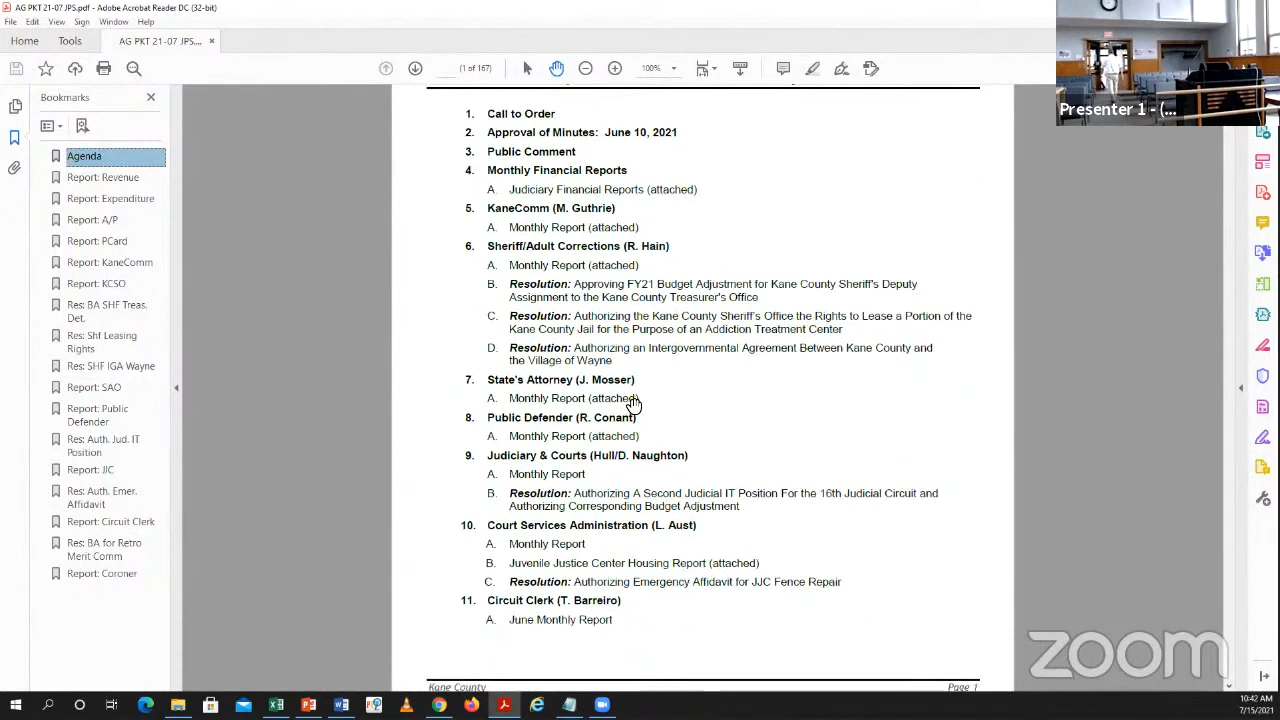 AG PKT 21-07 JPS.pdf - Adobe Acrobat Reader DC (32-bit)
File Edit View Sign Window Help
Home Tools AG PKT 21-07 JPS.... ×
(1 of 167) 100%
Presenter 1 - (...
Bookmarks
Agenda
Report: Revenue
Report: Expenditure
Report: A/P
Report: PCard
Report: KaneComm
Report: KCSO
Res: BA SHF Treas.
Det.
Res: Shf Leasing
Rights
Res: SHF IGA Wayne
Report: SAO
Report: Public
Defender
Res: Auth. Jud. IT
Position
Report: JJC
Res: Auth. Emer.
Affidavit
Report: Circuit Clerk
Res: BA for Retro
Merit Comm
Report: Coroner
1. Call to Order
2. Approval of Minutes: June 10, 2021
3. Public Comment
4. Monthly Financial Reports
A. Judiciary Financial Reports (attached)
5. KaneComm (M. Guthrie)
A. Monthly Report (attached)
6. Sheriff/Adult Corrections (R. Hain)
A. Monthly Report (attached)
B. Resolution: Approving FY21 Budget Adjustment for Kane County Sheriff's Deputy
Assignment to the Kane County Treasurer's Office
C. Resolution: Authorizing the Kane County Sheriff's Office the Rights to Lease a Portion of the
Kane County Jail for the Purpose of an Addiction Treatment Center
D. Resolution: Authorizing an Intergovernmental Agreement Between Kane County and
the Village of Wayne
7. State's Attorney (J. Mosser)
A. Monthly Report (attached)
8. Public Defender (R. Conant)
A. Monthly Report (attached)
9. Judiciary & Courts (Hull/D. Naughton)
A. Monthly Report
B. Resolution: Authorizing A Second Judicial IT Position For the 16th Judicial Circuit and
Authorizing Corresponding Budget Adjustment
10. Court Services Administration (L. Aust)
A. Monthly Report
B. Juvenile Justice Center Housing Report (attached)
C. Resolution: Authorizing Emergency Affidavit for JJC Fence Repair
11. Circuit Clerk (T. Barreiro)
A. June Monthly Report
Kane County Page 1
zoom
10:42 AM
7/15/2021